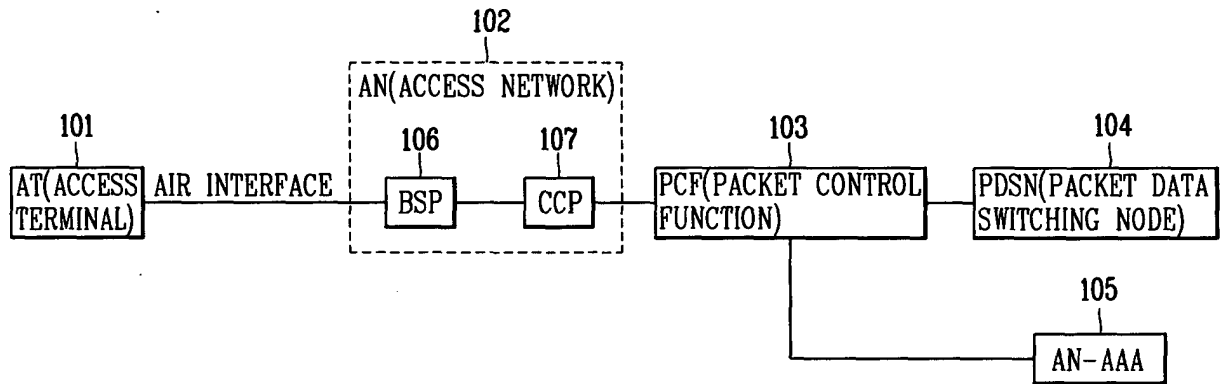 102
AN(ACCESS NETWORK)
101
106
107
103
104
AT(ACCESS
TERMINAL)
AIR INTERFACE
BSP
CCP
PCF(PACKET CONTROL
FUNCTION)
PDSN(PACKET DATA
SWITCHING NODE)
105
AN-AAA